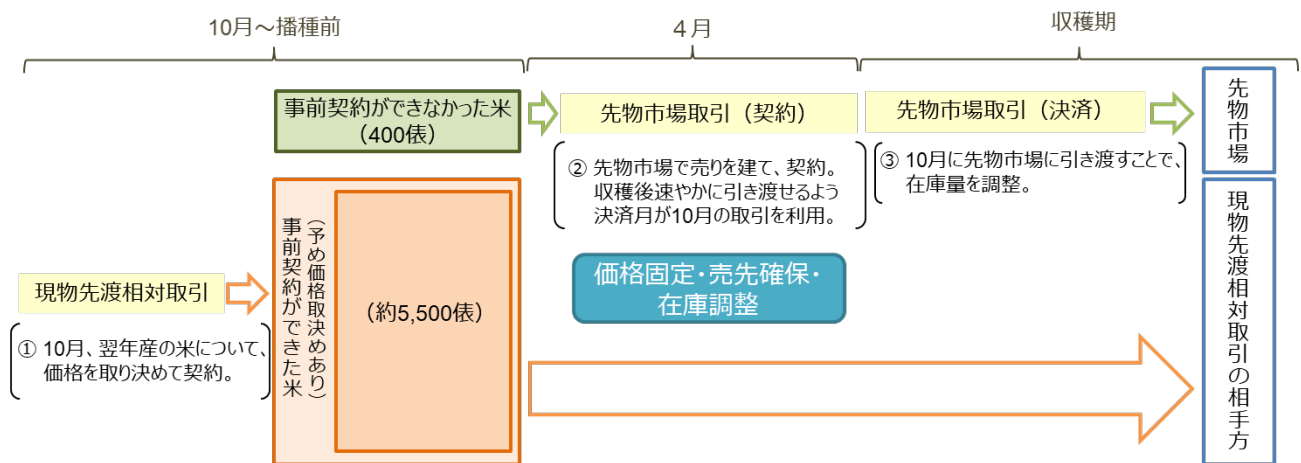 10月～播種前
４月
収穫期
事前契約ができなかった米
（400俵）
先物市場取引（契約）
先物市場取引（決済）
先物市場
② 先物市場で売りを建て、契約。
収穫後速やかに引き渡せるよう
決済月が10月の取引を利用。
③ 10月に先物市場に引き渡すことで、
在庫量を調整。
現物先渡相対取引
① 10月、翌年産の米について、
価格を取り決めて契約。
事前契約ができた米
（予め価格取決めあり）
（約5,500俵）
価格固定・売先確保・
在庫調整
現物先渡相対取引の相手方